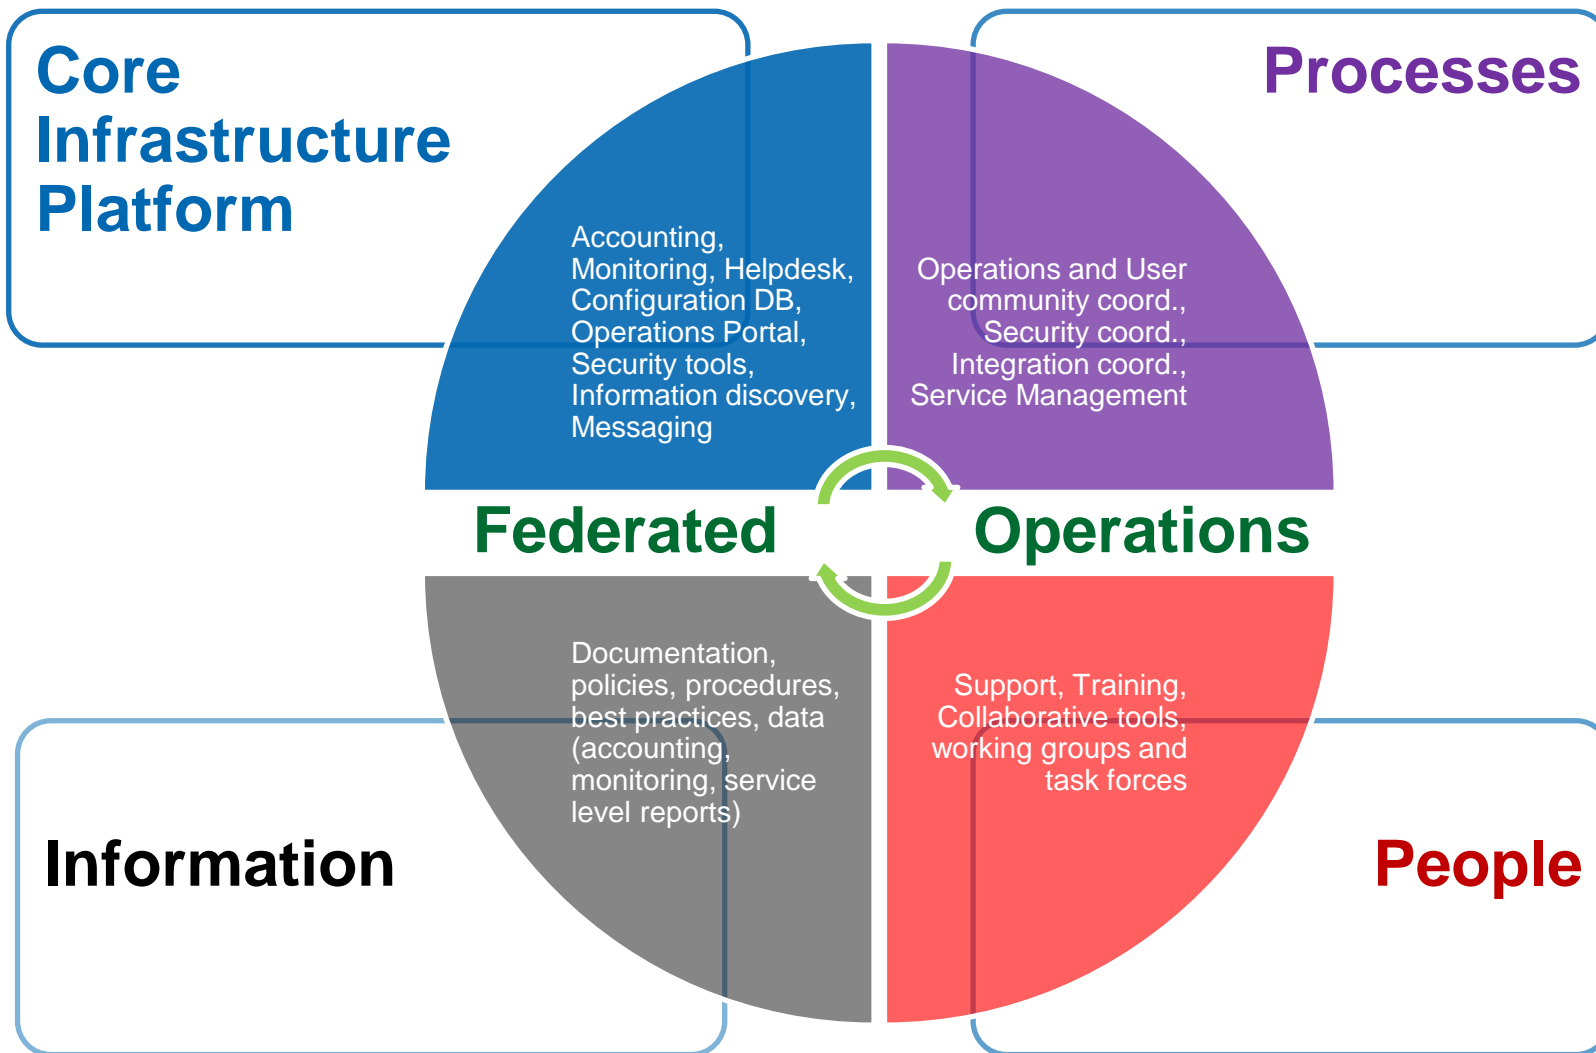 Core
Infrastructure
Platform
Accounting,
Monitoring, Helpdesk,
Configuration DB,
Operations Portal,
Security tools,
Information discovery,
Messaging
Processes
Operations and User
community coord.,
Security coord.,
Integration coord.,
Service Management
Federated
Operations
Information
Documentation,
policies, procedures,
best practices, data
(accounting,
monitoring, service
level reports)
People
Support, Training,
Collaborative tools,
working groups and
task forces